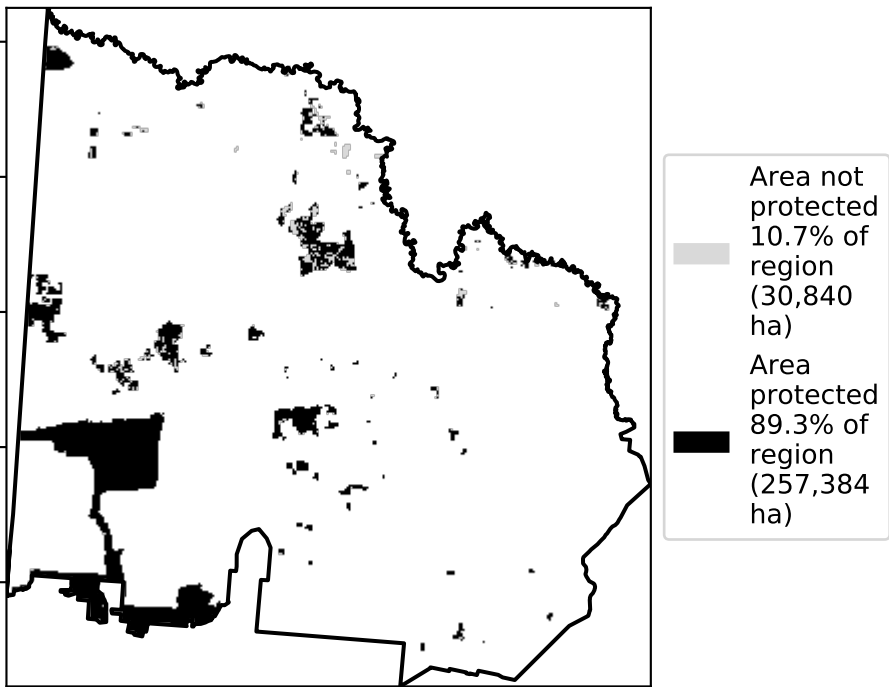 Area not
protected
10.7% of
region
(30,840
ha)
Area
protected
89.3% of
region
(257,384
ha)